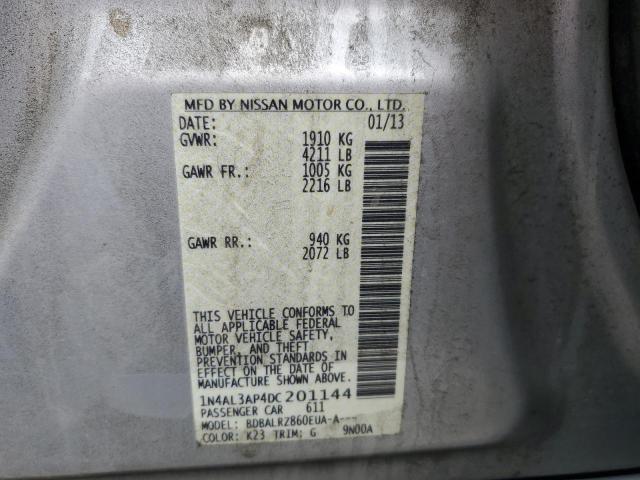 MFD BY NISSAN MOTOR CO., LTD.
DATE: 01/13
GVWR: 1910 KG
4211 LB
GAWR FR.: 1005 KG
2216 LB
GAWR RR.: 940 KG
2072 LB
THIS VEHICLE CONFORMS TO
ALL APPLICABLE FEDERAL
MOTOR VEHICLE SAFETY,
BUMPER, AND THEFT
PREVENTION STANDARDS IN
EFFECT ON THE DATE OF
MANUFACTURE SHOWN ABOVE.
1N4AL3AP4DC201144
PASSENGER CAR 611
MODEL: BDBALRZ860EUA-A---
COLOR: K23 TRIM: G 9N00A